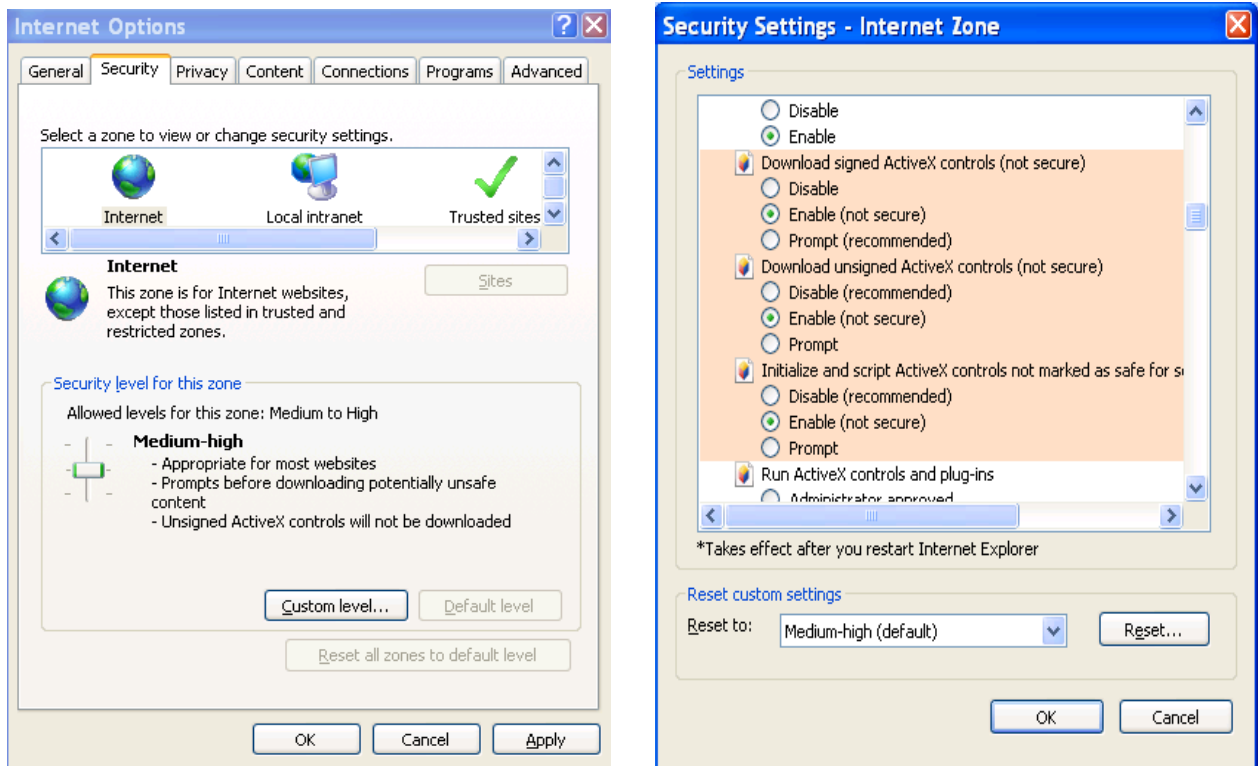 Internet Options
General Security Privacy Content Connections Programs Advanced
Select a zone to view or change security settings.
Internet Local intranet Trusted sites
Internet
Sites
This zone is for Internet websites,
except those listed in trusted and
restricted zones.
Security level for this zone
Allowed levels for this zone: Medium to High
Medium-high
- Appropriate for most websites
- Prompts before downloading potentially unsafe
content
- Unsigned ActiveX controls will not be downloaded
Custom level... Default level
Reset all zones to default level
OK Cancel Apply
Security Settings - Internet Zone
Settings
Disable
Enable
Download signed ActiveX controls (not secure)
Disable
Enable (not secure)
Prompt (recommended)
Download unsigned ActiveX controls (not secure)
Disable (recommended)
Enable (not secure)
Prompt
Initialize and script ActiveX controls not marked as safe for s
Disable (recommended)
Enable (not secure)
Prompt
Run ActiveX controls and plug-ins
Administrator approved
*Takes effect after you restart Internet Explorer
Reset custom settings
Reset to: Medium-high (default) Reset...
OK Cancel